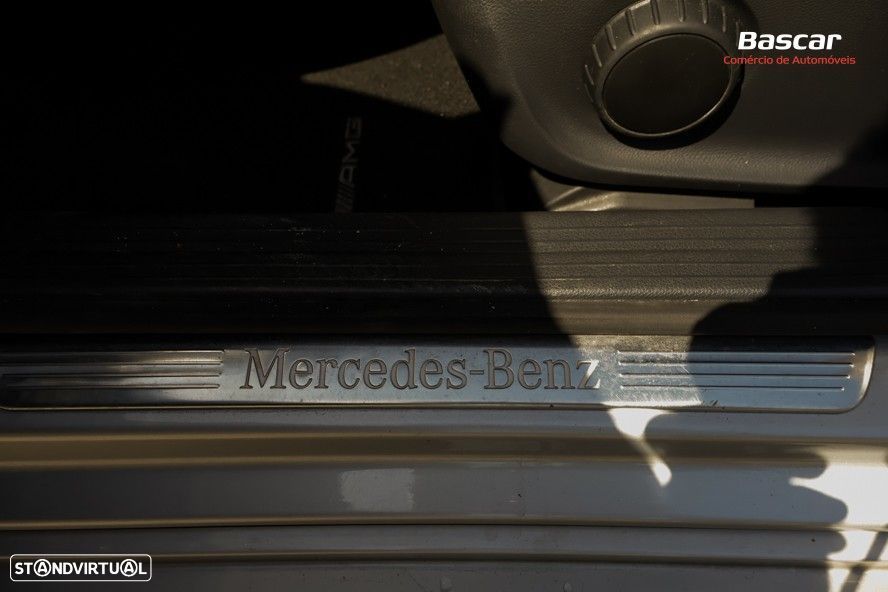 Bascar
Comércio de Automóveis
AMG
Mercedes-Benz
STANDVIRTUAL